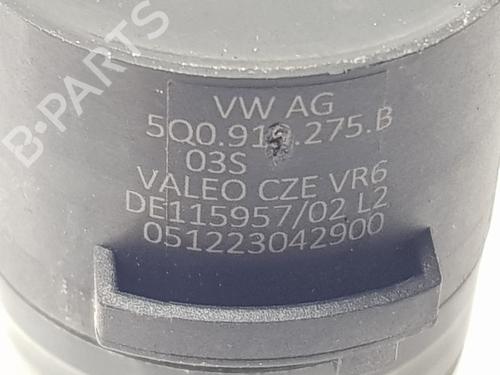 B-PARTS
VW AG
5Q0.919.275.B
03S
VALEO CZE VR6
DE115957/02 L2
051223042900